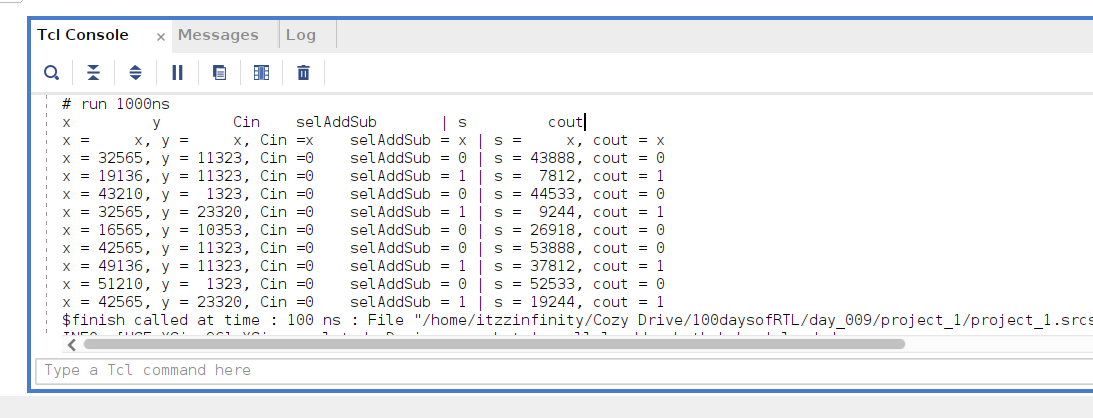 Tcl Console × Messages Log
# run 1000ns
x y Cin selAddSub | s cout
x = x, y = x, Cin =x selAddSub = x | s = x, cout = x
x = 32565, y = 11323, Cin =0 selAddSub = 0 | s = 43888, cout = 0
x = 19136, y = 11323, Cin =0 selAddSub = 1 | s = 7812, cout = 1
x = 43210, y = 1323, Cin =0 selAddSub = 0 | s = 44533, cout = 0
x = 32565, y = 23320, Cin =0 selAddSub = 1 | s = 9244, cout = 1
x = 16565, y = 10353, Cin =0 selAddSub = 0 | s = 26918, cout = 0
x = 42565, y = 11323, Cin =0 selAddSub = 0 | s = 53888, cout = 0
x = 49136, y = 11323, Cin =0 selAddSub = 1 | s = 37812, cout = 1
x = 51210, y = 1323, Cin =0 selAddSub = 0 | s = 52533, cout = 0
x = 42565, y = 23320, Cin =0 selAddSub = 1 | s = 19244, cout = 1
$finish called at time : 100 ns : File "/home/itzzinfinity/Cozy Drive/100daysofRTL/day_009/project_1/project_1.srcs
Type a Tcl command here